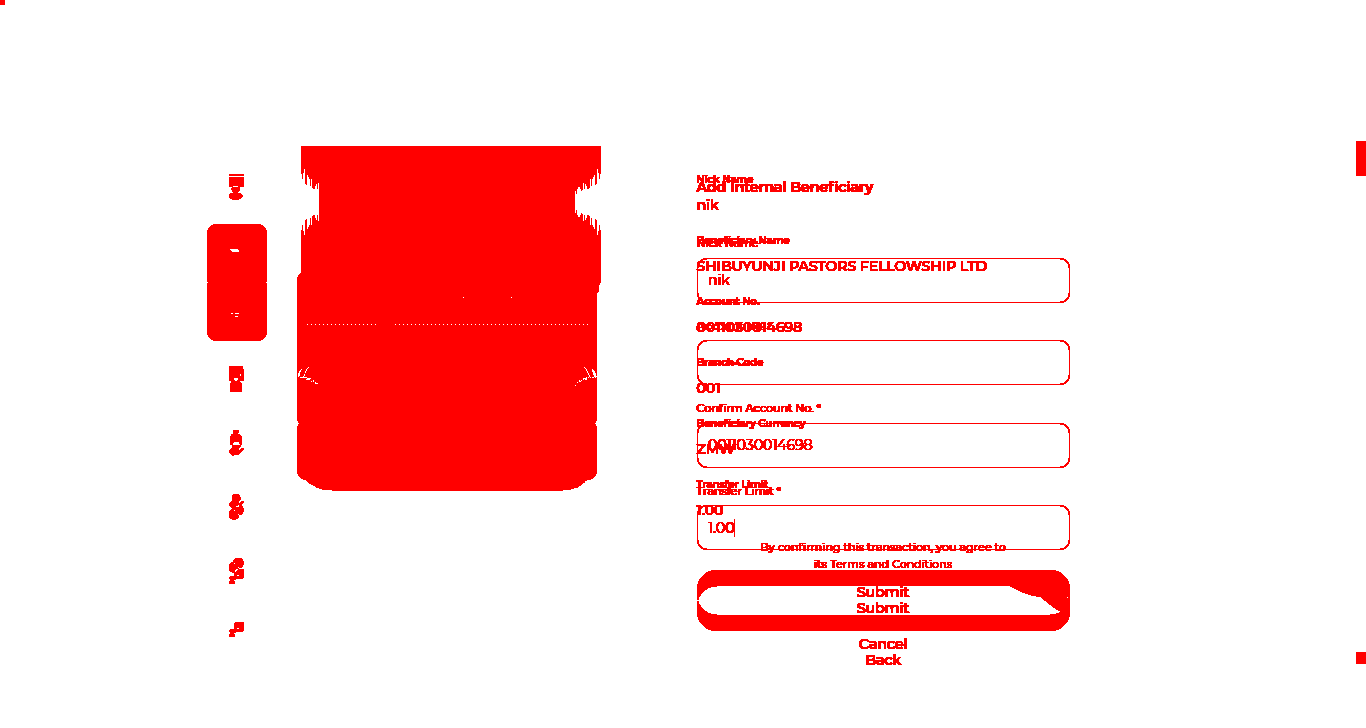 Nick Name
Add Internal Beneficiary
nik
Beneficiary Name
Nick Name
SHIBUYUNJI PASTORS FELLOWSHIP LTD
nik
Account No.
0011030014698
Branch Code
001
Confirm Account No. *
Beneficiary Currency
0011030014698
ZMW
Transfer Limit
Transfer Limit *
1.00
1.00
By confirming this transaction, you agree to
its Terms and Conditions
Submit
Submit
Cancel
Back